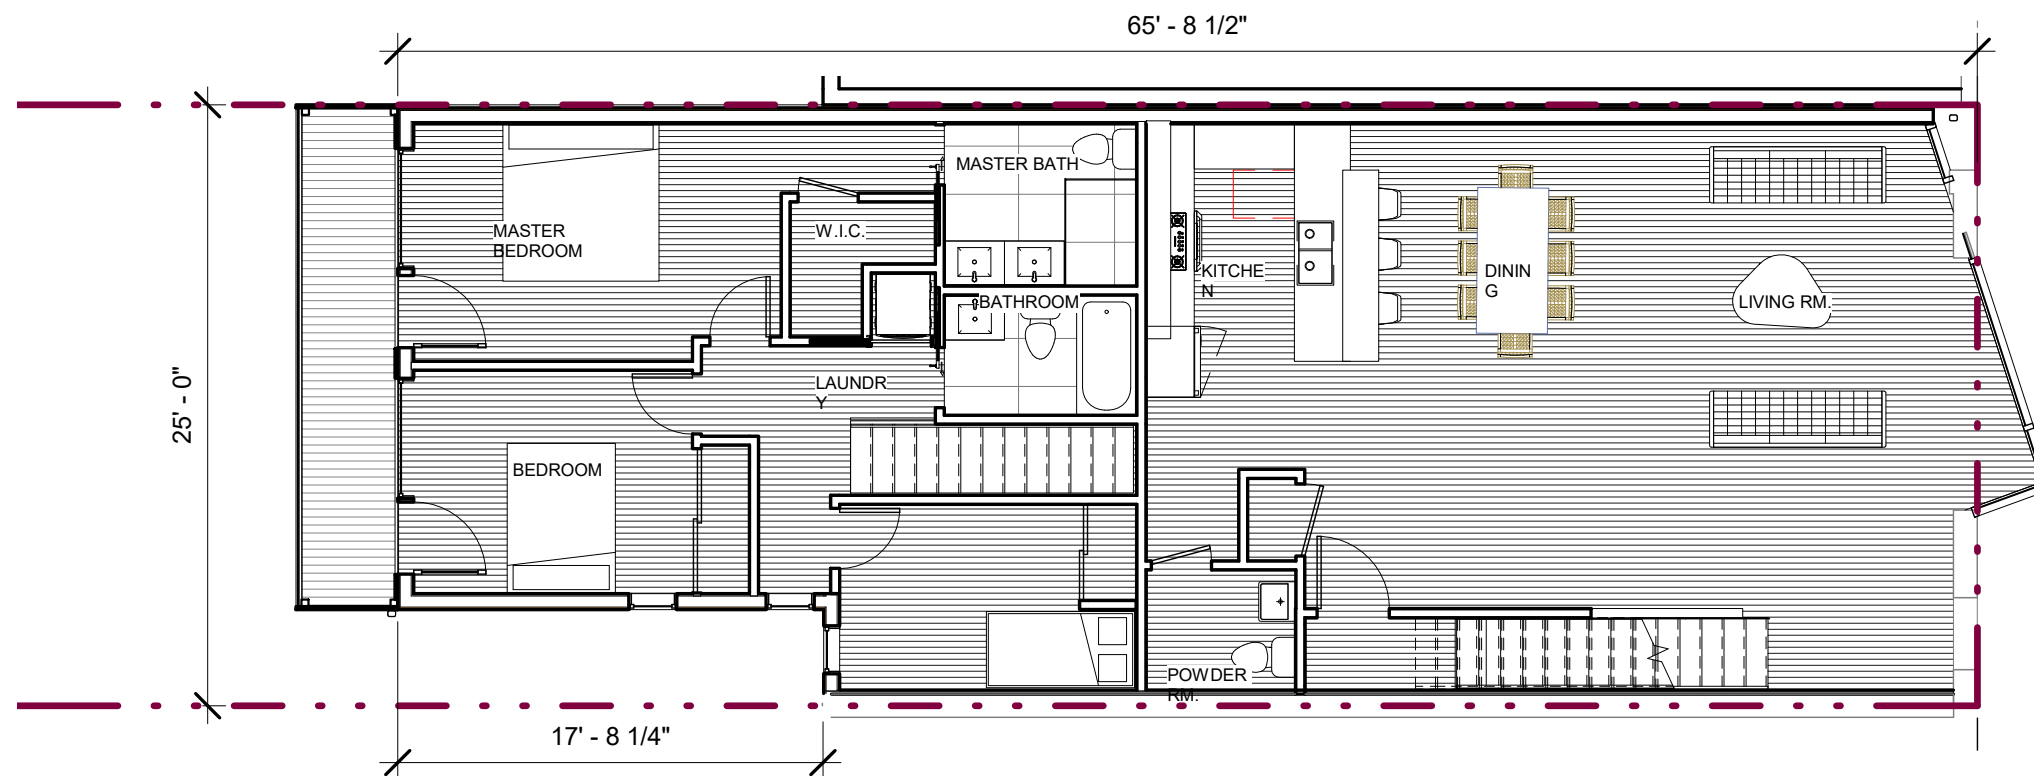 65' - 8 1/2"
MASTER BATH
MASTER
BEDROOM
W.I.C.
KITCHE
N
DININ
G
BATHROOM
LIVING RM.
LAUNDR
Y
25' - 0"
BEDROOM
POWDER
RM.
17' - 8 1/4"